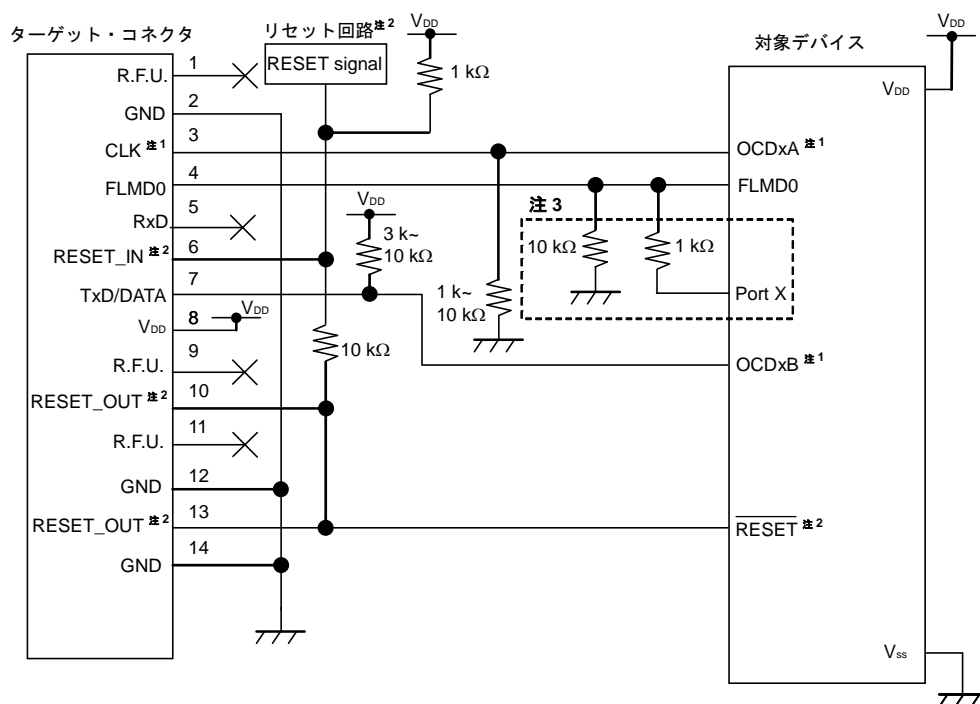 ターゲット・コネクタ
リセット回路注2
RESET signal
VDD
1 kΩ
対象デバイス
VDD
R.F.U.
1
GND
2
CLK 注1
3
FLMD0
4
RxD
5
RESET_IN 注2
6
TxD/DATA
7
VDD
8
VDD
R.F.U.
9
RESET_OUT 注2
10
R.F.U.
11
GND
12
RESET_OUT 注2
13
GND
14
VDD
3 k~
10 kΩ
10 kΩ
1 k~
10 kΩ
注 3
10 kΩ
1 kΩ
VDD
OCDxA 注1
FLMD0
Port X
OCDxB 注1
RESET 注2
Vss